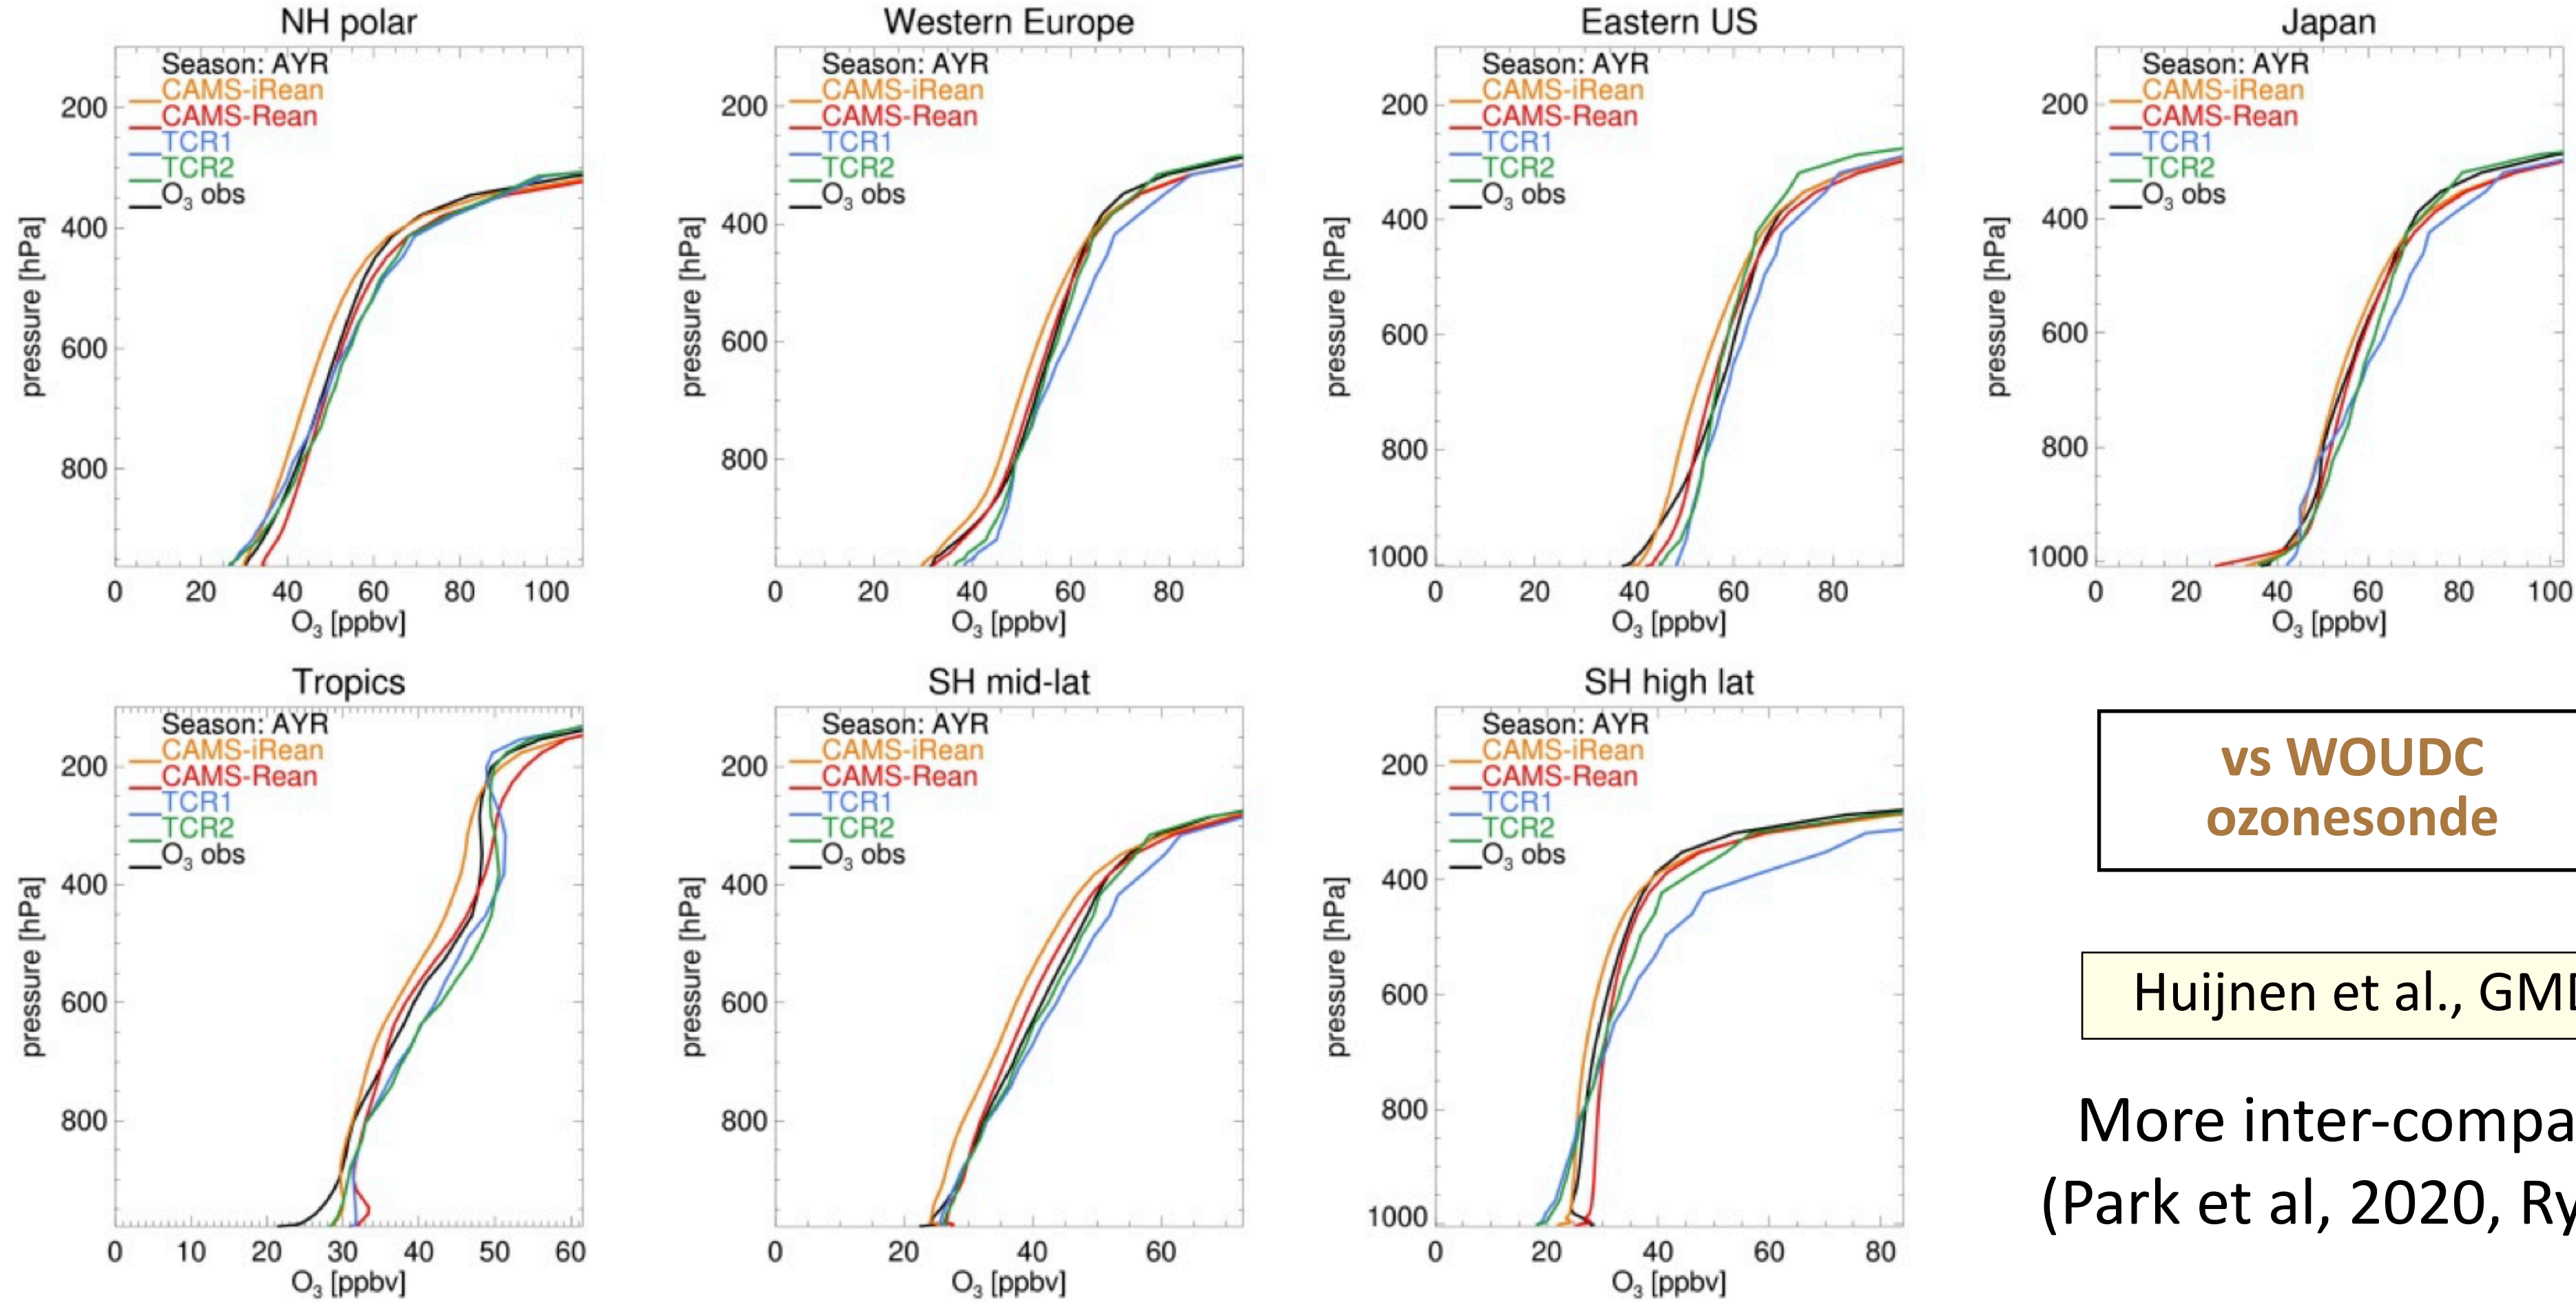 NH polar
Season: AYR
CAMS-iRean
CAMS-Rean
TCR1
TCR2
O₃ obs
200
400
600
800
pressure [hPa]
0 20 40 60 80 100
O₃ [ppbv]
Western Europe
Season: AYR
CAMS-iRean
CAMS-Rean
TCR1
TCR2
O₃ obs
200
400
600
800
pressure [hPa]
0 20 40 60 80
O₃ [ppbv]
Eastern US
Season: AYR
CAMS-iRean
CAMS-Rean
TCR1
TCR2
O₃ obs
200
400
600
800
1000
pressure [hPa]
0 20 40 60 80
O₃ [ppbv]
Japan
Season: AYR
CAMS-iRean
CAMS-Rean
TCR1
TCR2
O₃ obs
200
400
600
800
1000
pressure [hPa]
0 20 40 60 80 100
O₃ [ppbv]
Tropics
Season: AYR
CAMS-iRean
CAMS-Rean
TCR1
TCR2
O₃ obs
200
400
600
800
pressure [hPa]
0 10 20 30 40 50 60
O₃ [ppbv]
SH mid-lat
Season: AYR
CAMS-iRean
CAMS-Rean
TCR1
TCR2
O₃ obs
200
400
600
800
pressure [hPa]
0 20 40 60
O₃ [ppbv]
SH high lat
Season: AYR
CAMS-iRean
CAMS-Rean
TCR1
TCR2
O₃ obs
200
400
600
800
1000
pressure [hPa]
0 20 40 60 80
O₃ [ppbv]
vs WOUDC
ozonesonde
Huijnen et al.,
More inter-compa
(Park et al, 2020, Ry